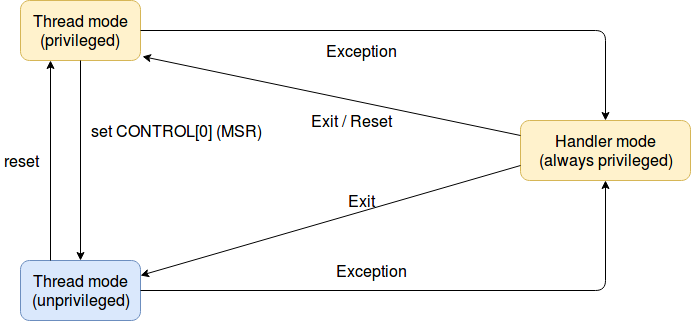 Thread mode
(privileged)
Exception
Exit / Reset
set CONTROL[0] (MSR)
Handler mode
(always privileged)
reset
Exit
Thread mode
(unprivileged)
Exception